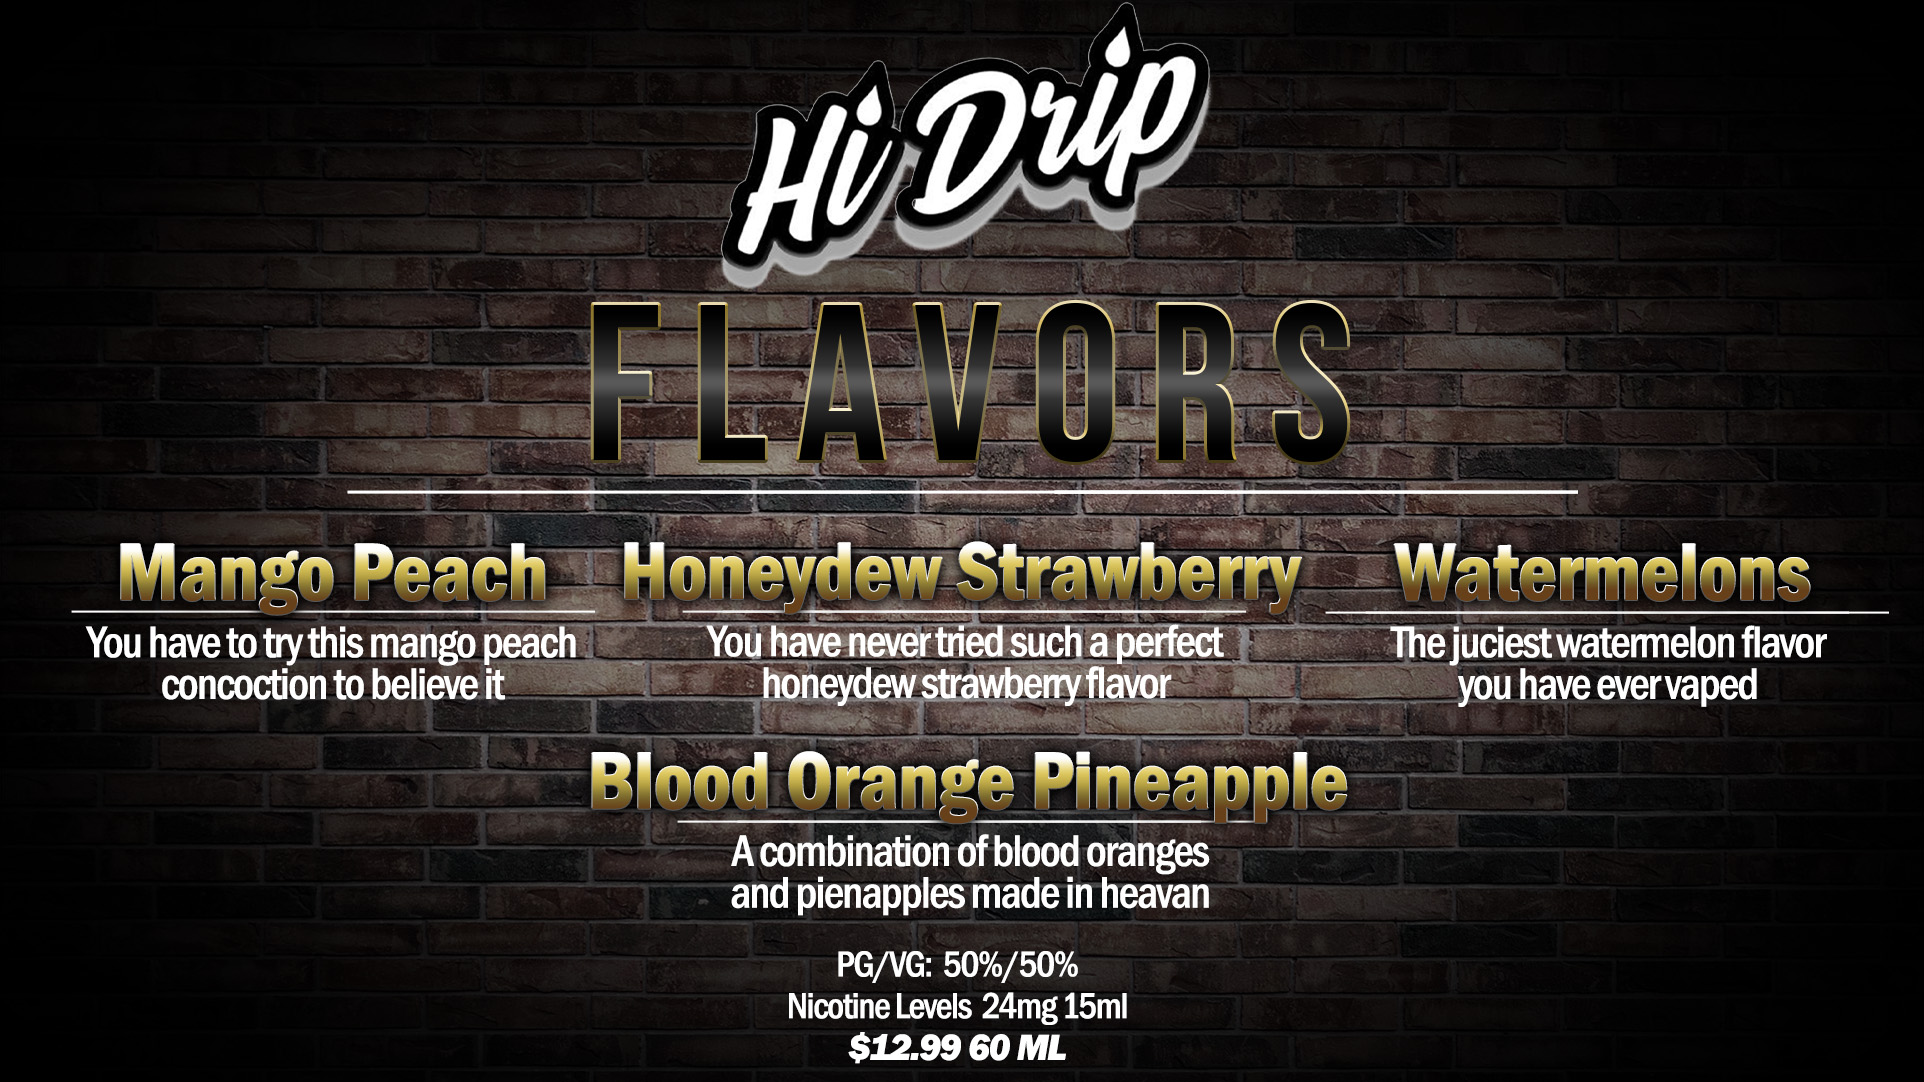 Hi Drip
FLAVORS
Mango Peach
You have to try this mango peach
concoction to believe it
Honeydew Strawberry
You have never tried such a perfect
honeydew strawberry flavor
Watermelons
The juciest watermelon flavor
you have ever vaped
Blood Orange Pineapple
A combination of blood oranges
and pienapples made in heavan
PG/VG: 50%/50%
Nicotine Levels 24mg 15ml
$12.99 60 ML